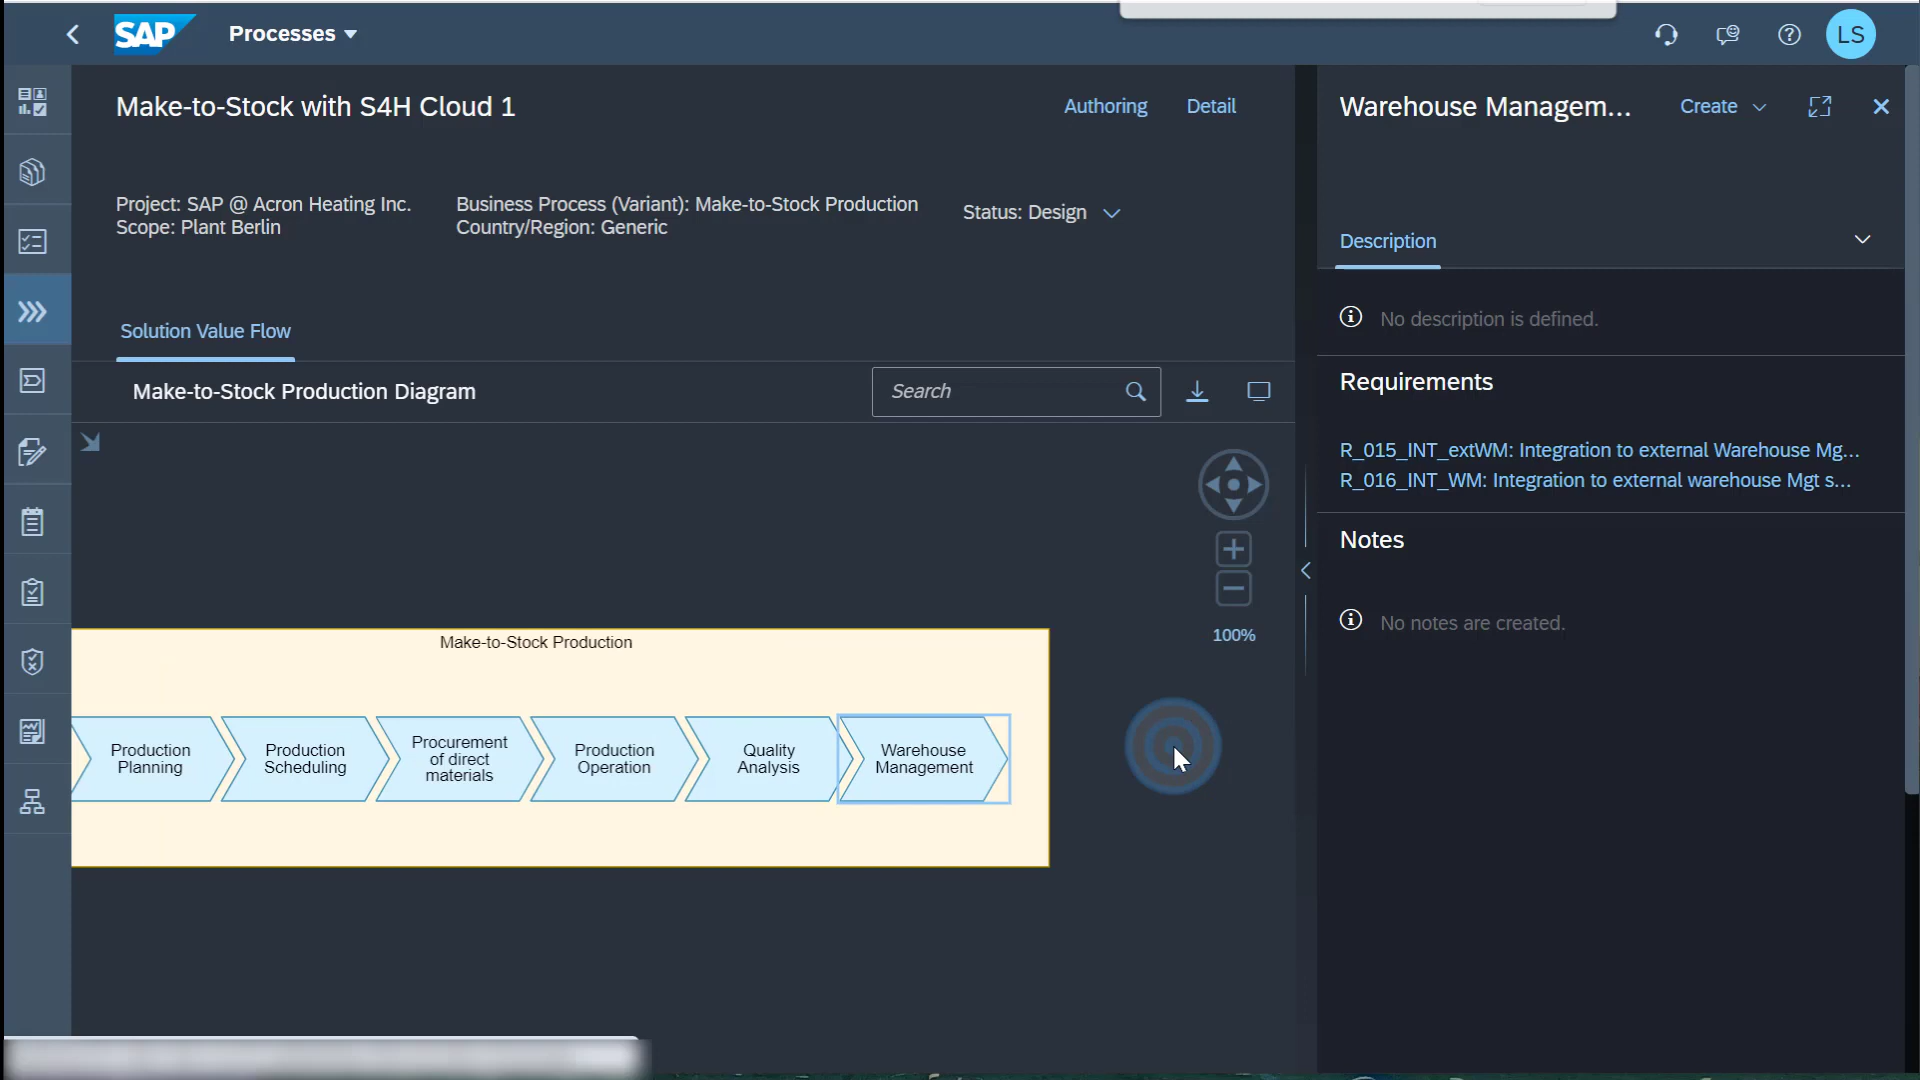 SAP
Processes
LS
Make-to-Stock with S4H Cloud 1
Authoring
Detail
Project: SAP @ Acron Heating Inc.
Scope: Plant Berlin
Business Process (Variant): Make-to-Stock Production
Country/Region: Generic
Status: Design
Solution Value Flow
Make-to-Stock Production Diagram
Search
100%
Make-to-Stock Production
Production
Planning
Production
Scheduling
Procurement
of direct
materials
Production
Operation
Quality
Analysis
Warehouse
Management
Warehouse Managem...
Create
Description
No description is defined.
Requirements
R_015_INT_extWM: Integration to external Warehouse Mg...
R_016_INT_WM: Integration to external warehouse Mgt s...
Notes
No notes are created.